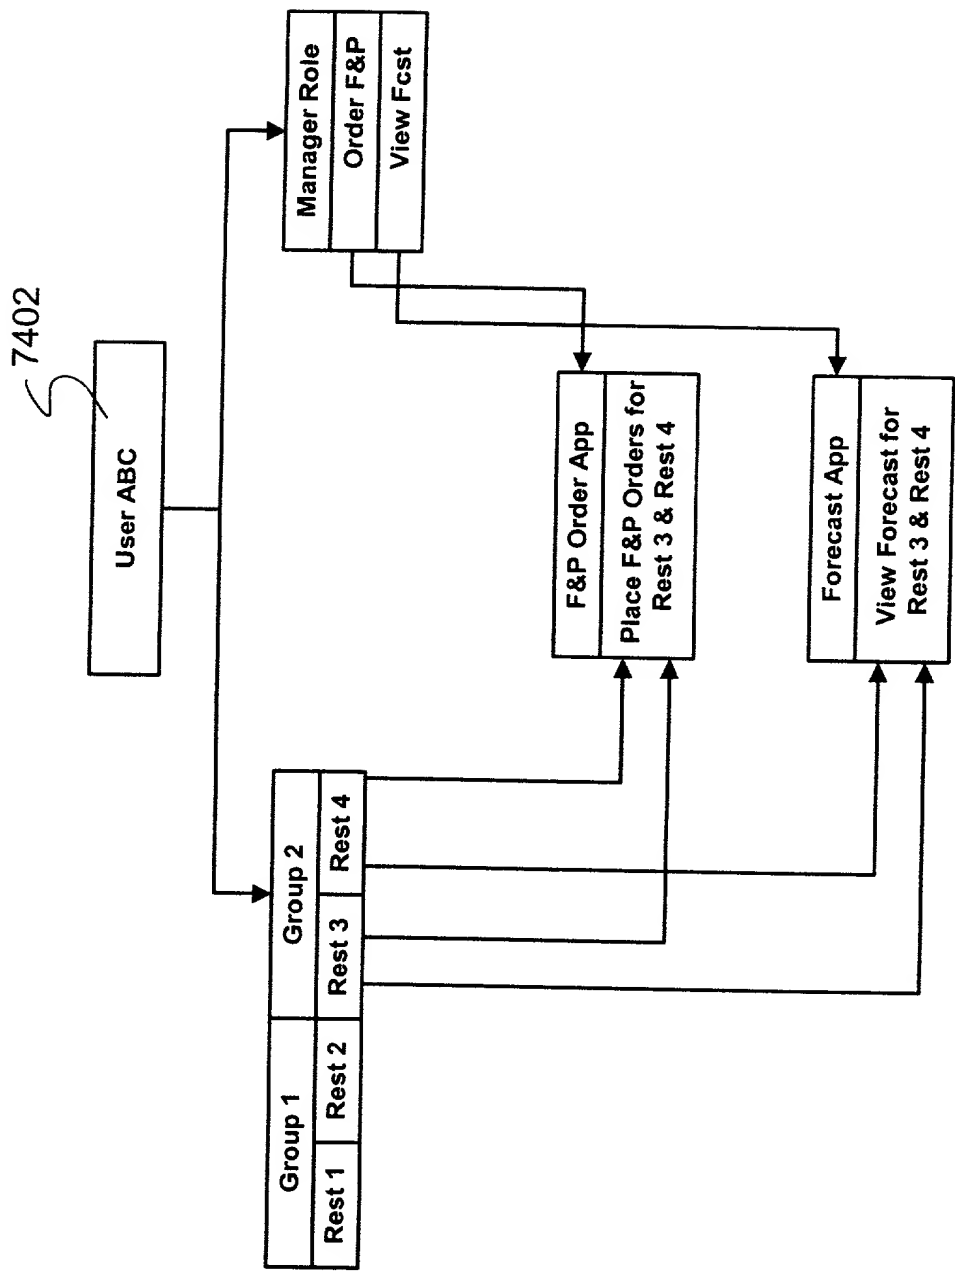 7402
User ABC
Group 1
Group 2
Rest 1
Rest 2
Rest 3
Rest 4
Manager Role
Order F&P
View Fcst
F&P Order App
Place F&P Orders for
Rest 3 & Rest 4
Forecast App
View Forecast for
Rest 3 & Rest 4